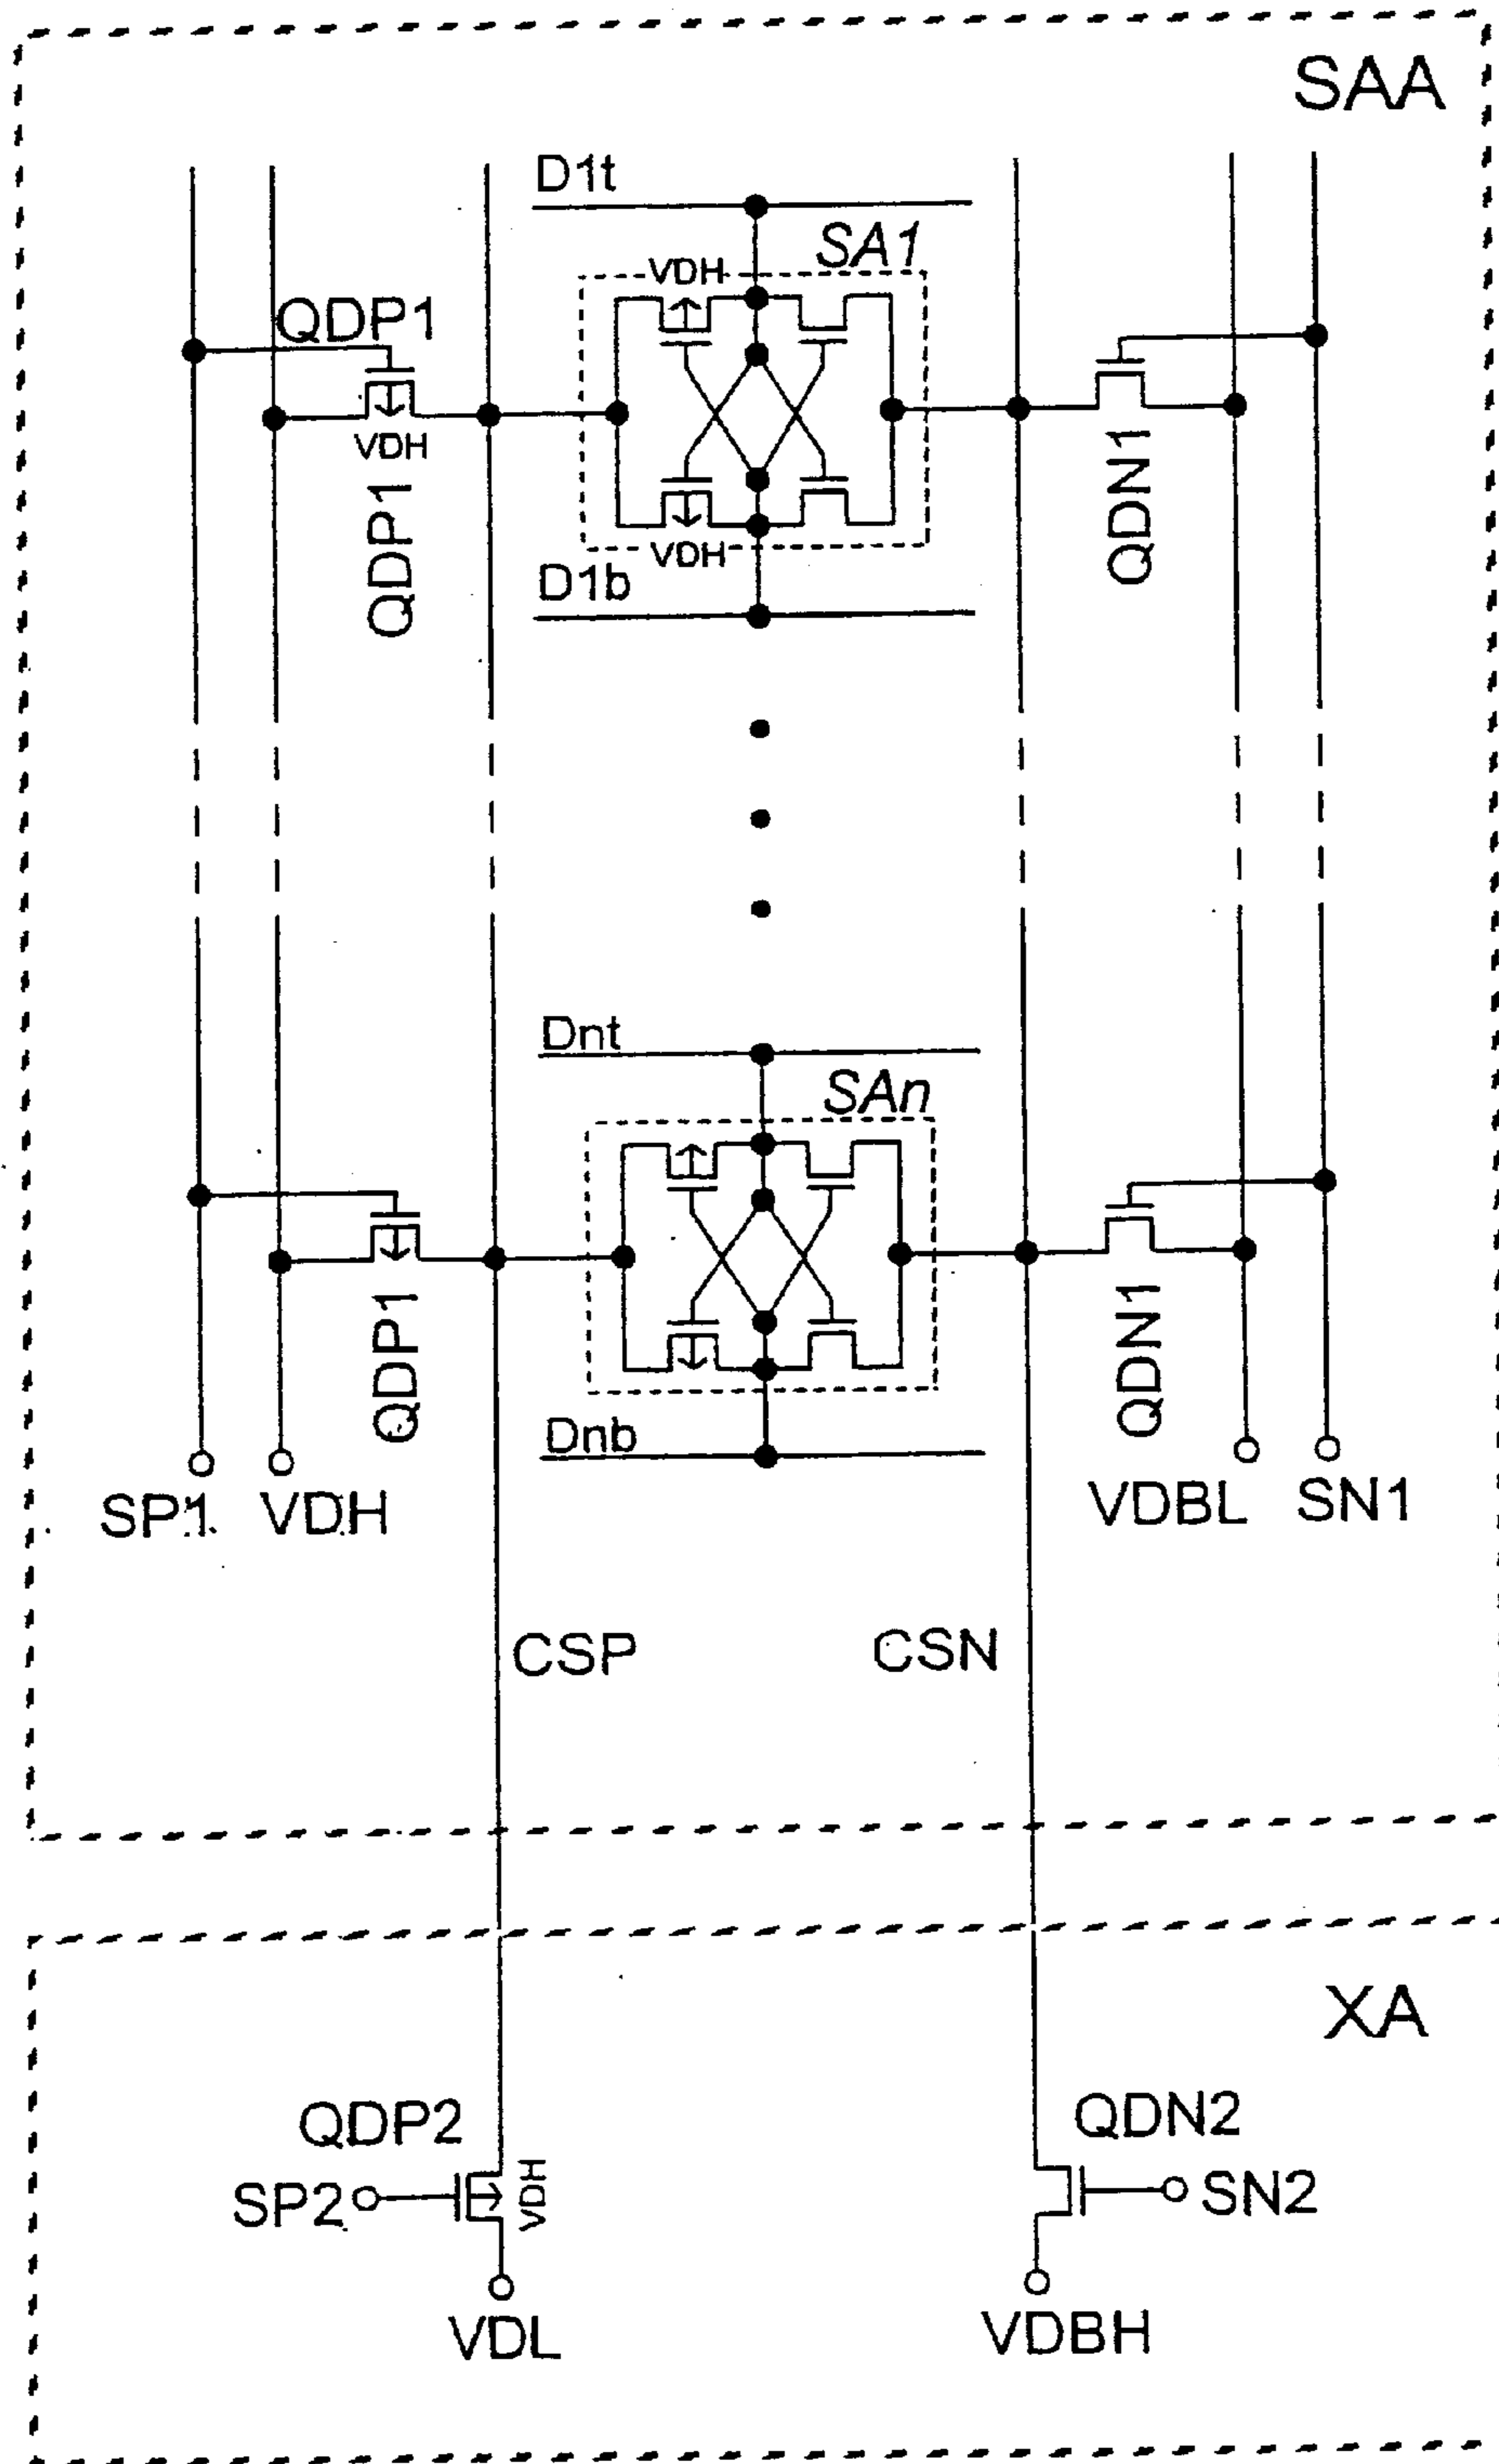 SAA
D1t
SA1
VDH
QDP1
VDH
QDP1
QDN1
VDH
D1b
Dnt
SAn
QDP1
QDN1
Dnb
SP1 VDH
VDBL SN1
CSP CSN
XA
QDP2
QDN2
SP2
VDH
SN2
VDL
VDBH